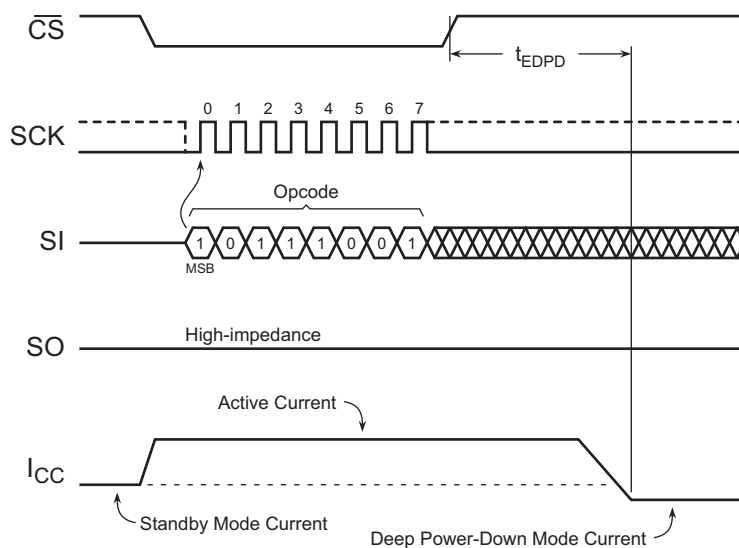 CS
tEDPD
0 1 2 3 4 5 6 7
SCK
Opcode
SI
1 0 1 1 1 0 0 1
MSB
High-impedance
SO
Active Current
ICC
Standby Mode Current
Deep Power-Down Mode Current